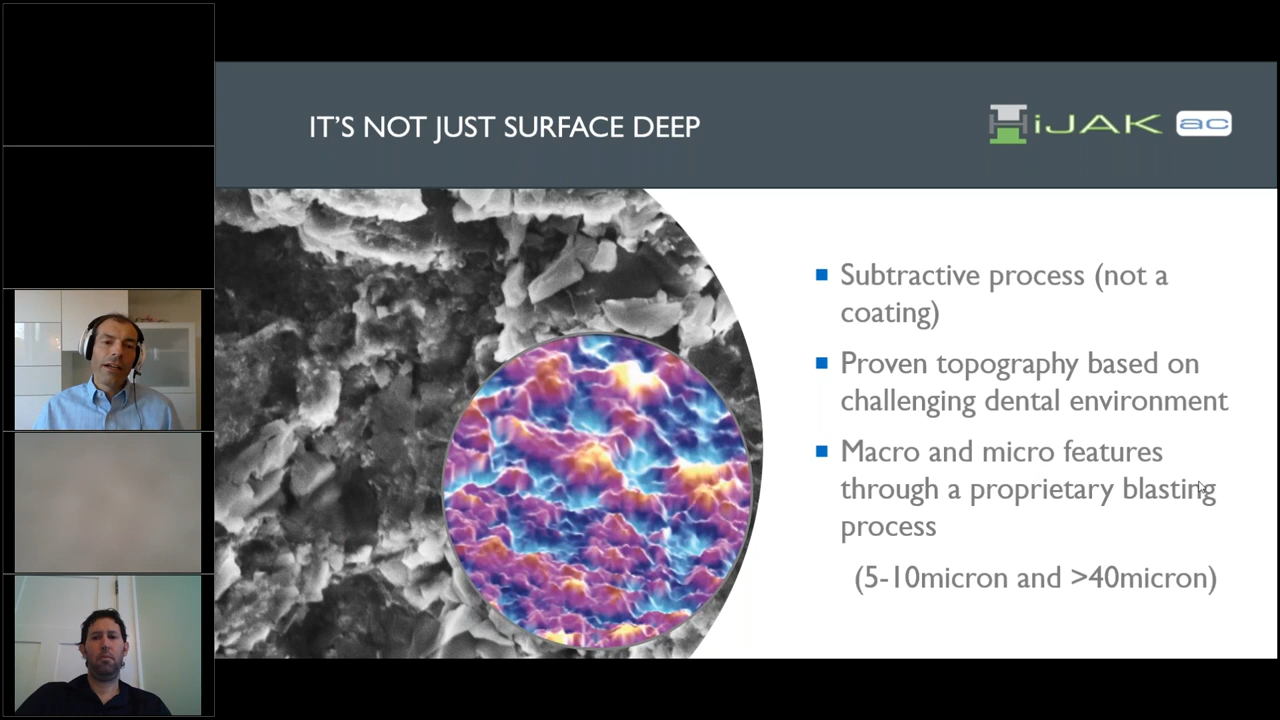 IT'S NOT JUST SURFACE DEEP
HiJAK ac
Subtractive process (not a
coating)
Proven topography based on
challenging dental environment
Macro and micro features
through a proprietary blasting
process
(5-10micron and >40micron)